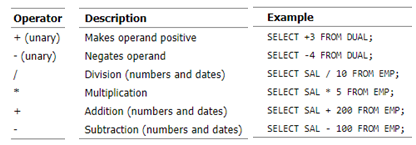 Operator Description Example
+ (unary) Makes operand positive SELECT +3 FROM DUAL;
- (unary) Negates operand SELECT -4 FROM DUAL;
/ Division (numbers and dates) SELECT SAL / 10 FROM EMP;
* Multiplication SELECT SAL * 5 FROM EMP;
+ Addition (numbers and dates) SELECT SAL + 200 FROM EMP;
- Subtraction (numbers and dates) SELECT SAL - 100 FROM EMP;